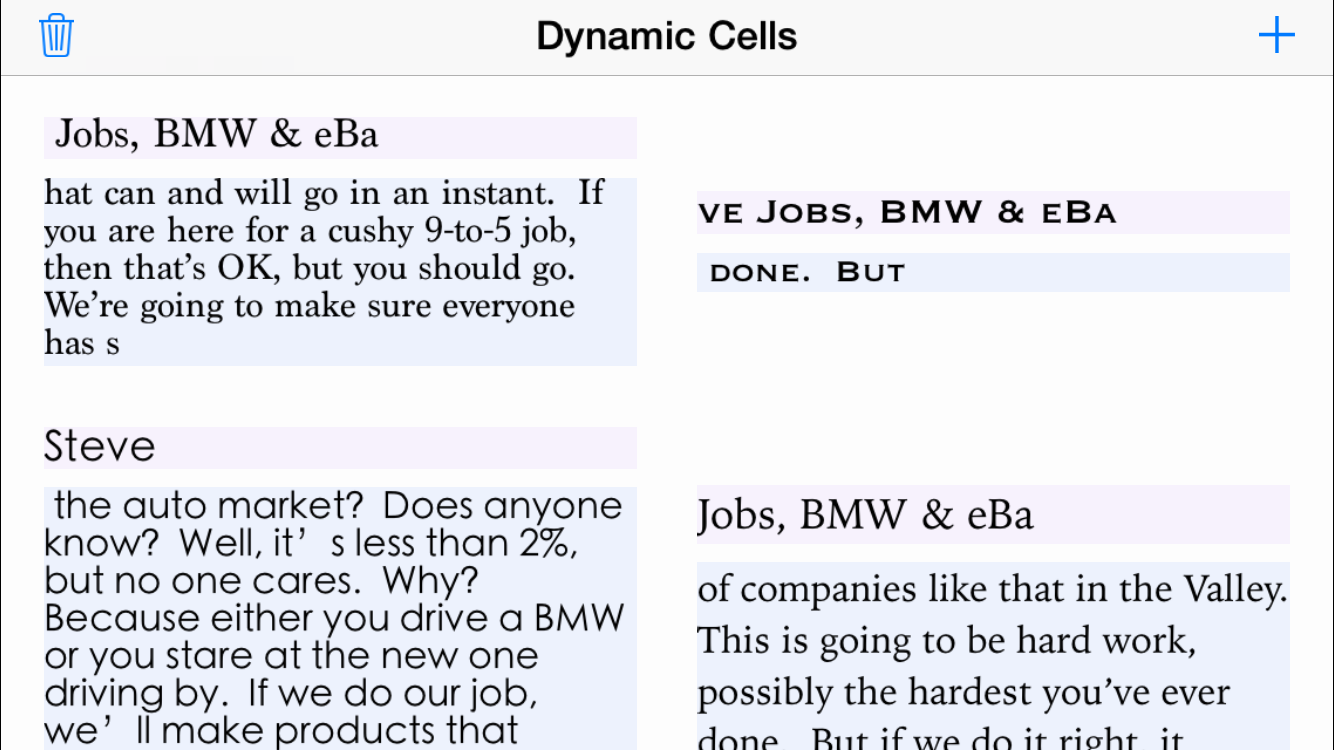 Dynamic Cells
Jobs, BMW & eBa
hat can and will go in an instant.  If
you are here for a cushy 9-to-5 job,
then that’s OK, but you should go.
We’re going to make sure everyone
has s
VE JOBS, BMW & EBA
DONE.  BUT
Steve
the auto market?  Does anyone
know?  Well, it’ s less than 2%,
but no one cares.  Why?
Because either you drive a BMW
or you stare at the new one
driving by.  If we do our job,
we’ ll make products that
Jobs, BMW & eBa
of companies like that in the Valley.
This is going to be hard work,
possibly the hardest you’ve ever
done.  But if we do it right, it